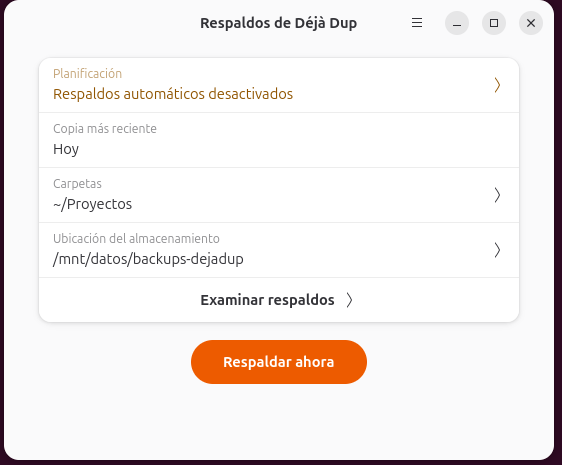 Respaldos de Déjà Dup
Planificación
Respaldos automáticos desactivados
Copia más reciente
Hoy
Carpetas
~/Proyectos
Ubicación del almacenamiento
/mnt/datos/backups-dejadup
Examinar respaldos
Respaldar ahora